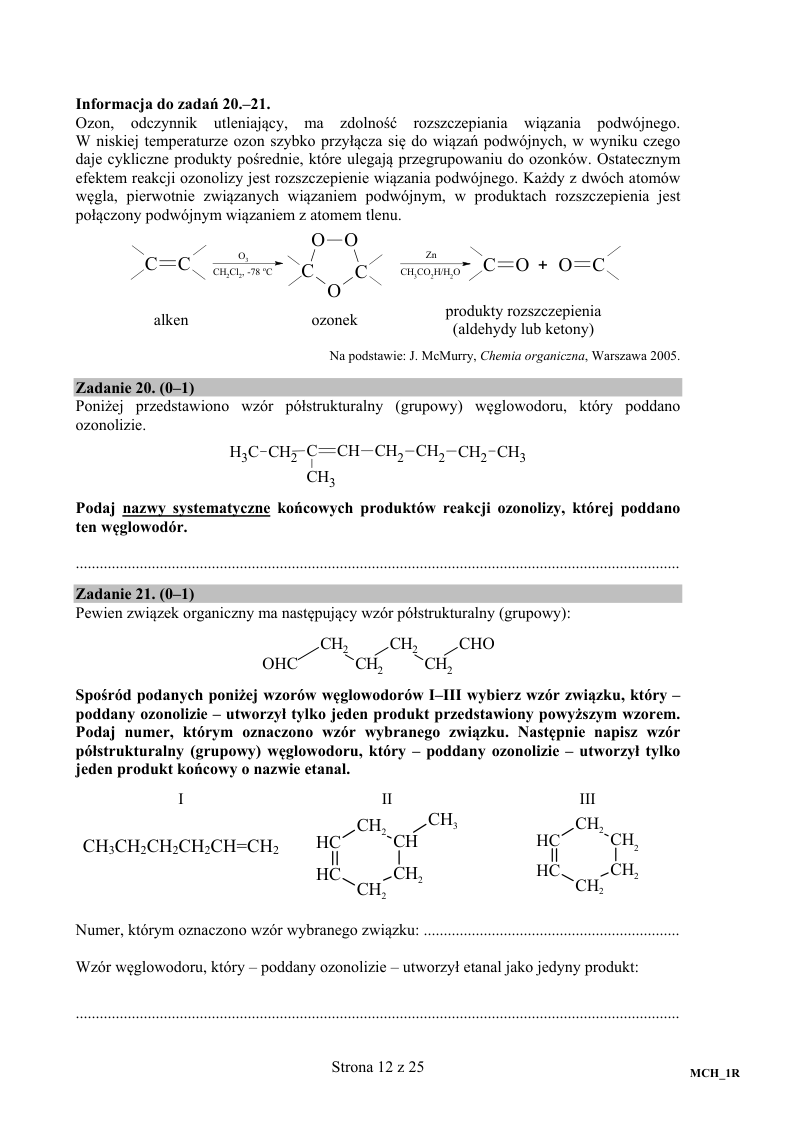 Informacja do zadań 20.–21.
Ozon, odczynnik utleniający, ma zdolność rozszczepiania wiązania podwójnego.
W niskiej temperaturze ozon szybko przyłącza się do wiązań podwójnych, w wyniku czego
daje cykliczne produkty pośrednie, które ulegają przegrupowaniu do ozonków. Ostatecznym
efektem reakcji ozonolizy jest rozszczepienie wiązania podwójnego. Każdy z dwóch atomów
węgla, pierwotnie związanych wiązaniem podwójnym, w produktach rozszczepienia jest
połączony podwójnym wiązaniem z atomem tlenu.
C=C O₃ CH₂Cl₂, -78 °C O–O C C O Zn CH₃CO₂H/H₂O C=O + O=C
alken ozonek produkty rozszczepienia
(aldehydy lub ketony)
Na podstawie: J. McMurry, Chemia organiczna, Warszawa 2005.
Zadanie 20. (0–1)
Poniżej przedstawiono wzór półstrukturalny (grupowy) węglowodoru, który poddano
ozonolizie.
H₃C–CH₂–C=CH–CH₂–CH₂–CH₂–CH₃
CH₃
Podaj nazwy systematyczne końcowych produktów reakcji ozonolizy, której poddano
ten węglowodór.
Zadanie 21. (0–1)
Pewien związek organiczny ma następujący wzór półstrukturalny (grupowy):
CH₂ CH₂ CHO
OHC CH₂ CH₂
Spośród podanych poniżej wzorów węglowodorów I–III wybierz wzór związku, który –
poddany ozonolizie – utworzył tylko jeden produkt przedstawiony powyższym wzorem.
Podaj numer, którym oznaczono wzór wybranego związku. Następnie napisz wzór
półstrukturalny (grupowy) węglowodoru, który – poddany ozonolizie – utworzył tylko
jeden produkt końcowy o nazwie etanal.
I II III
CH₂ CH₃ CH₂
HC CH HC CH₂
CH₃CH₂CH₂CH₂CH=CH₂
HC CH₂ HC CH₂
CH₂ CH₂
Numer, którym oznaczono wzór wybranego związku: ................................................................
Wzór węglowodoru, który – poddany ozonolizie – utworzył etanal jako jedyny produkt:
Strona 12 z 25
MCH_1R